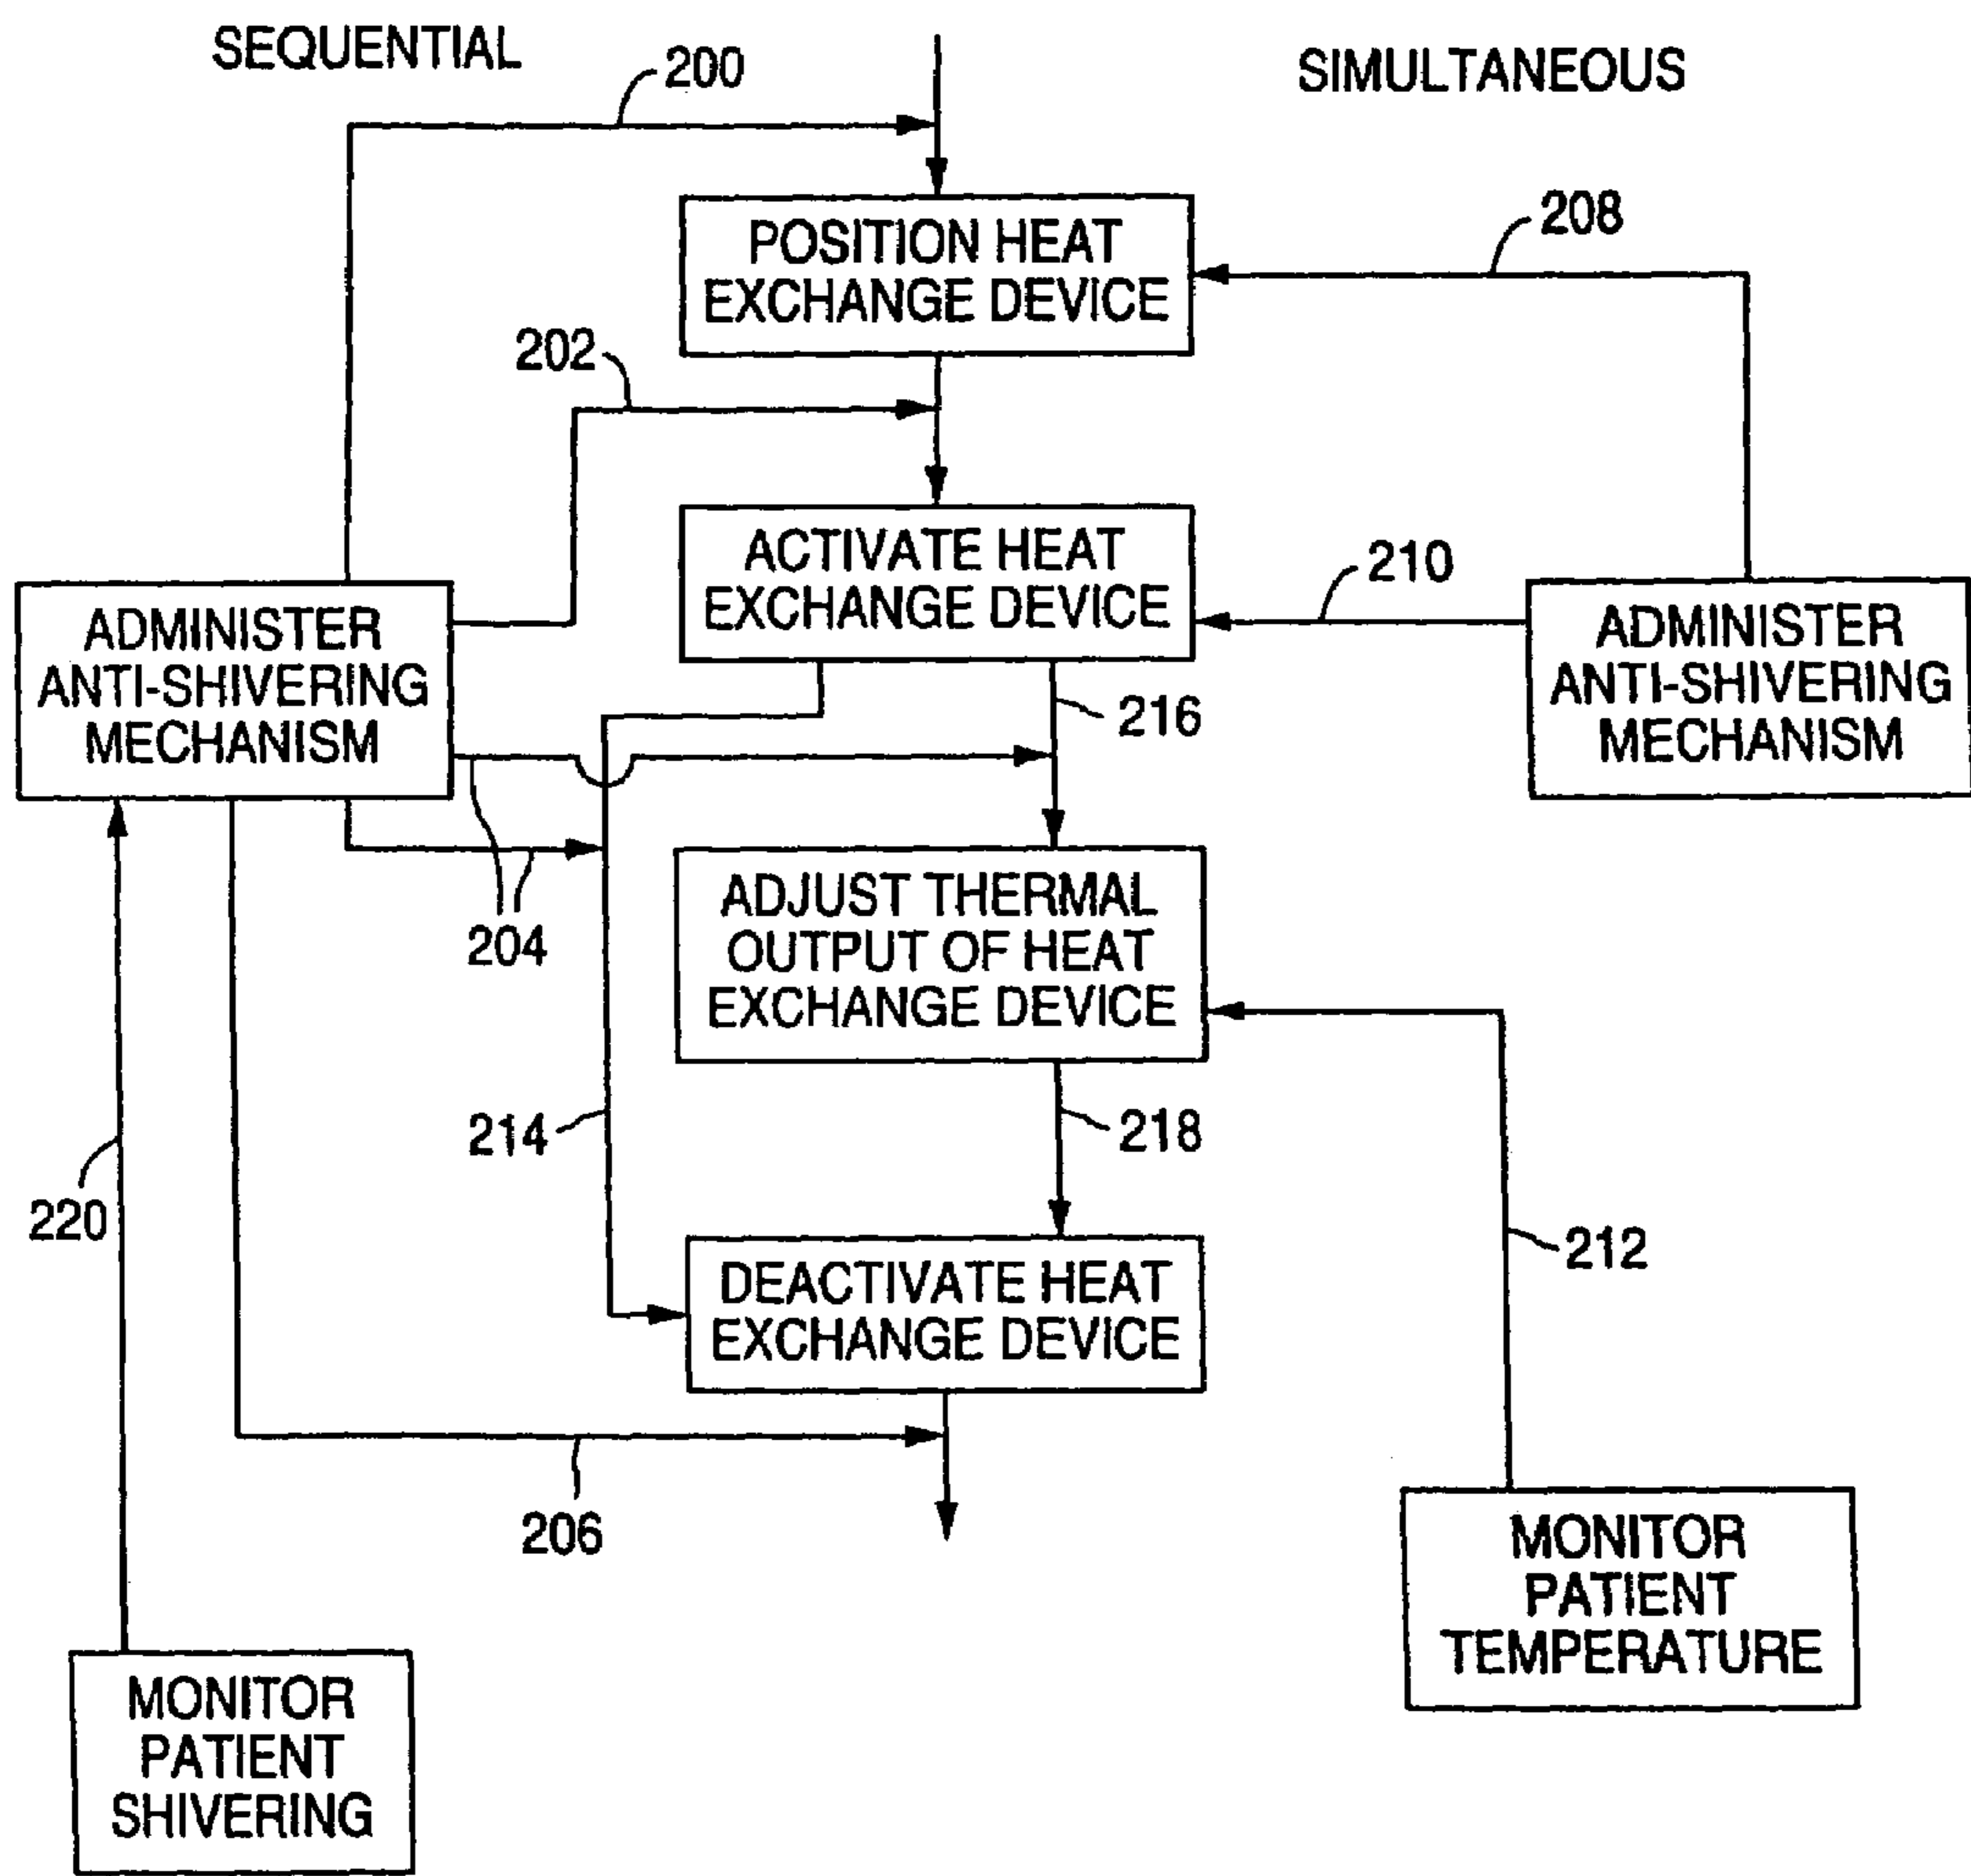 SEQUENTIAL
200
SIMULTANEOUS
POSITION HEAT
EXCHANGE DEVICE
208
202
ACTIVATE HEAT
EXCHANGE DEVICE
210
ADMINISTER
ANTI-SHIVERING
MECHANISM
ADMINISTER
ANTI-SHIVERING
MECHANISM
216
204
ADJUST THERMAL
OUTPUT OF HEAT
EXCHANGE DEVICE
214
218
220
212
DEACTIVATE HEAT
EXCHANGE DEVICE
206
MONITOR
PATIENT
TEMPERATURE
MONITOR
PATIENT
SHIVERING